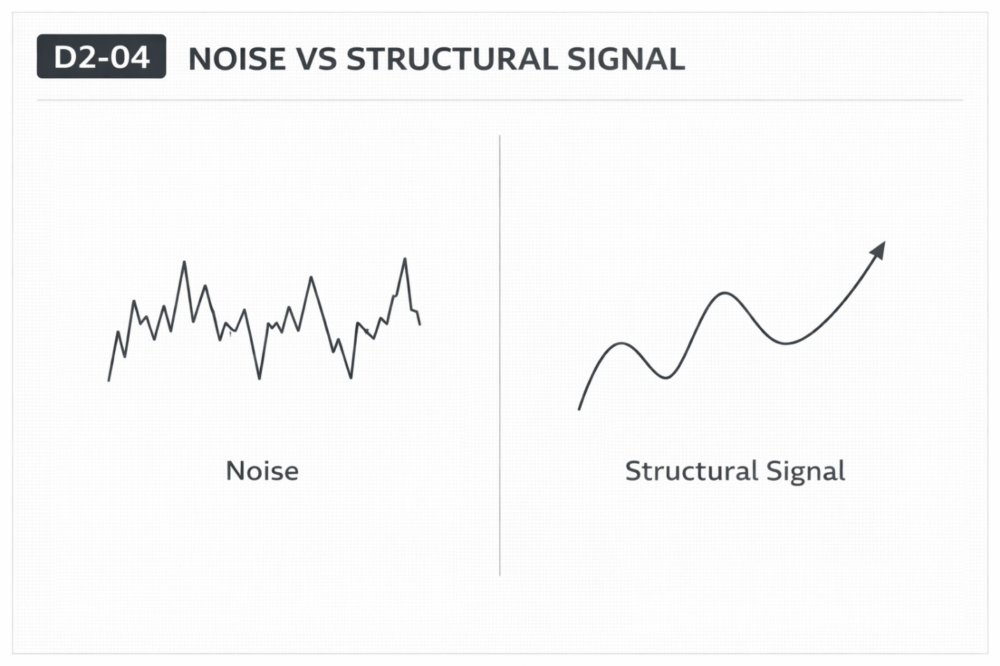 D2-04 NOISE VS STRUCTURAL SIGNAL
Noise
Structural Signal